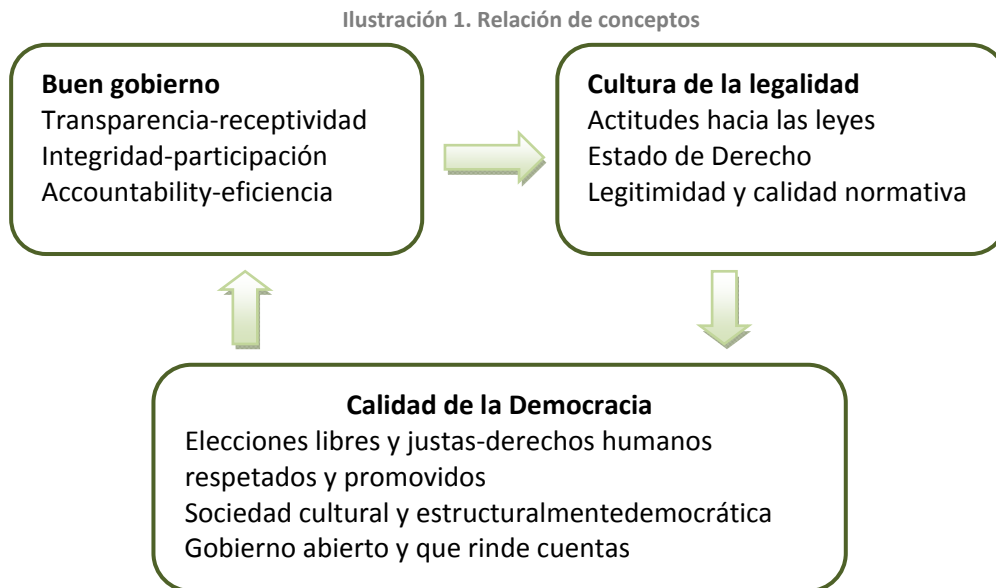 Ilustración 1. Relación de conceptos
Buen gobierno
Transparencia-receptividad
Integridad-participación
Accountability-eficiencia
Cultura de la legalidad
Actitudes hacia las leyes
Estado de Derecho
Legitimidad y calidad normativa
Calidad de la Democracia
Elecciones libres y justas-derechos humanos
respetados y promovidos
Sociedad cultural y estructuralmentedemocrática
Gobierno abierto y que rinde cuentas